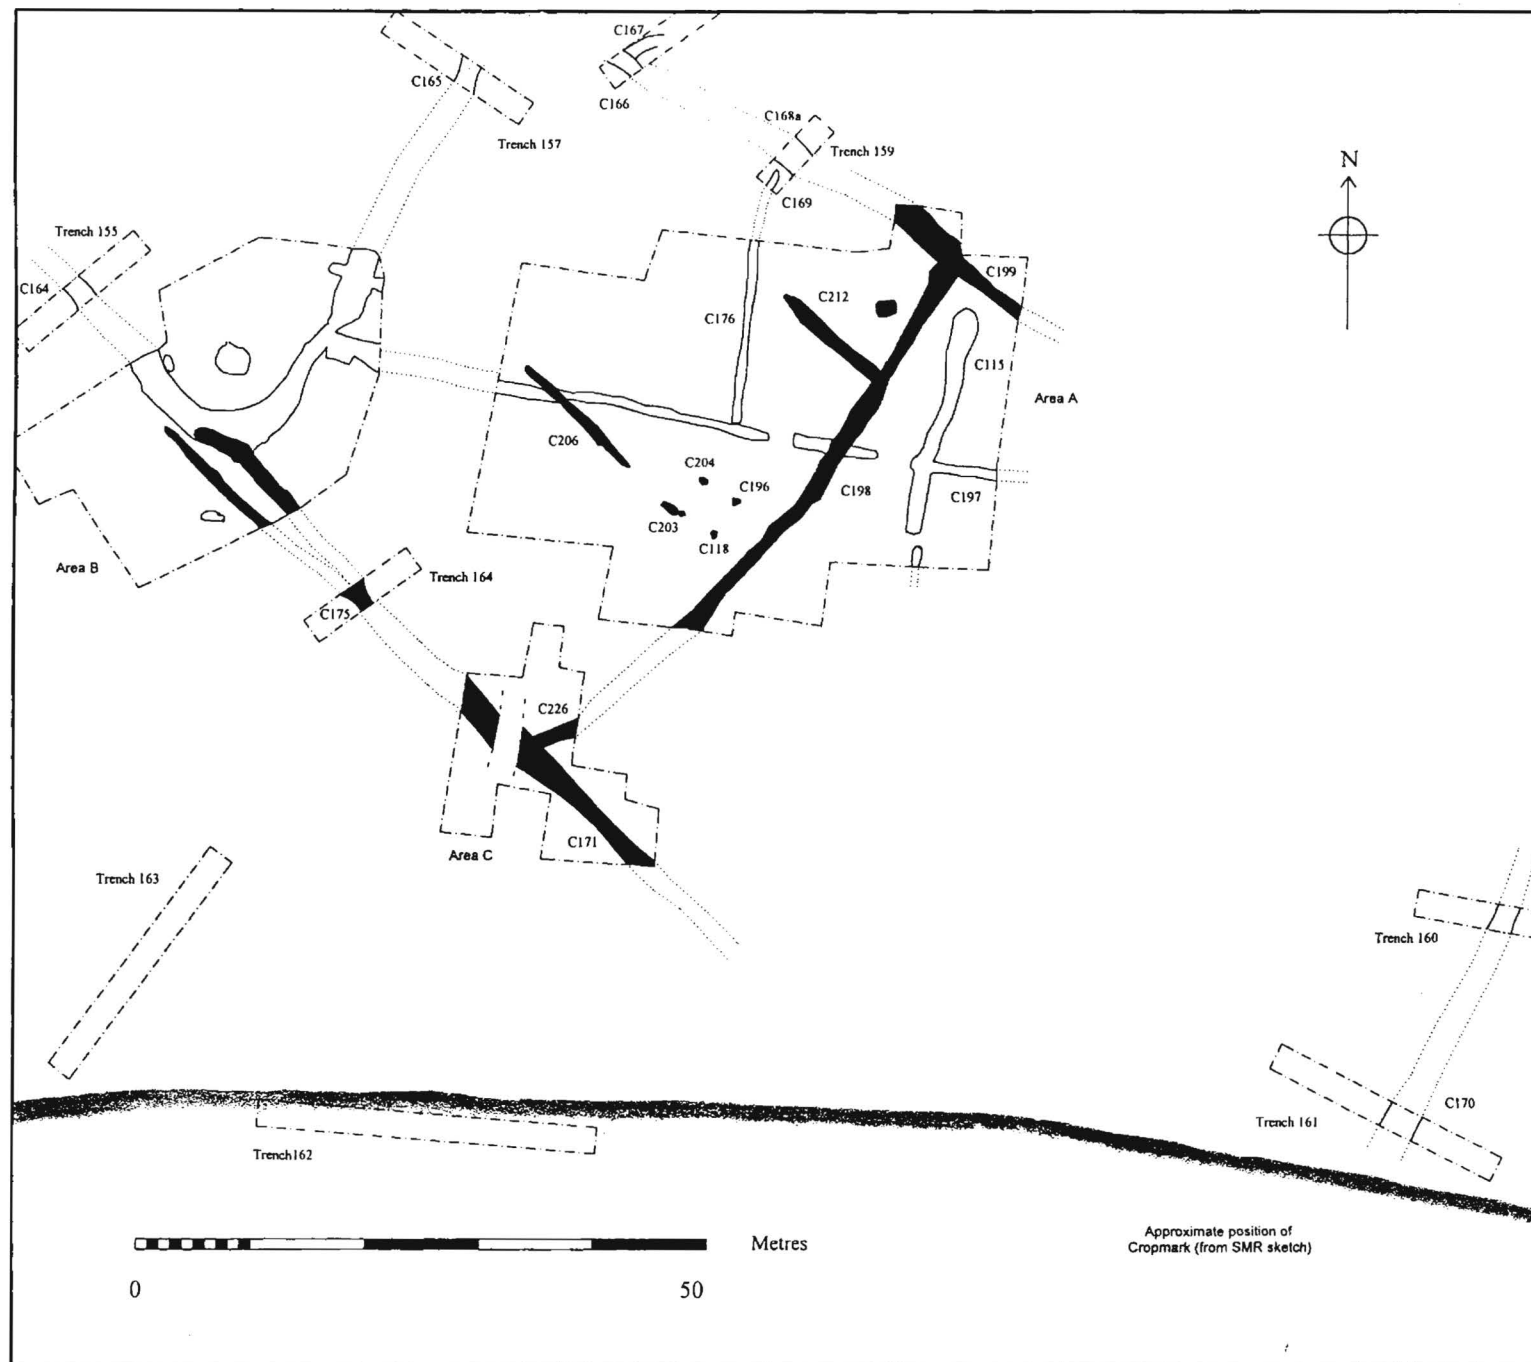 C167
C165
C166
C168a
Trench 157
Trench 159
N
C169
Trench 155
C199
C164
C212
C176
C115
Area A
C206
C204
C196
C198
C197
C203
C118
Area B
Trench 164
C175
C226
C171
Area C
Trench 163
Trench 160
C170
Trench 161
Trench162
Approximate position of
Cropmark (from SMR sketch)
Metres
0
50